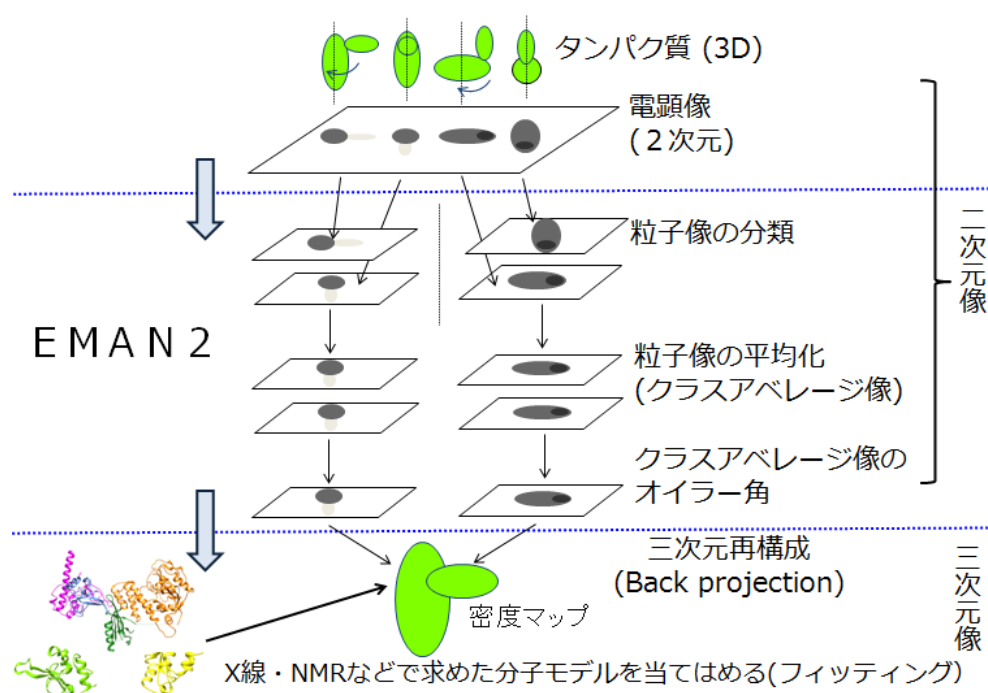 タンパク質 (3D)
電顕像
(２次元)
粒子像の分類
二次元像
EMAN2
粒子像の平均化
(クラスアベレージ像)
クラスアベレージ像の
オイラー角
三次元再構成
(Back projection)
三次元像
密度マップ
X線・NMRなどで求めた分子モデルを当てはめる(フィッティング）